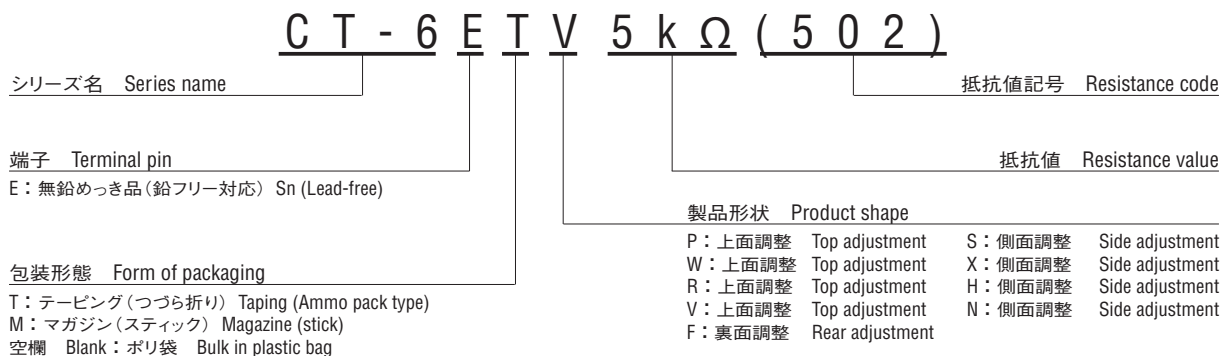 CT-6ETV 5kΩ(502)
シリーズ名 Series name
抵抗値記号 Resistance code
端子 Terminal pin
抵抗値 Resistance value
E：無鉛めっき品（鉛フリー対応） Sn (Lead-free)
製品形状 Product shape
P：上面調整 Top adjustment S：側面調整 Side adjustment
W：上面調整 Top adjustment X：側面調整 Side adjustment
R：上面調整 Top adjustment H：側面調整 Side adjustment
V：上面調整 Top adjustment N：側面調整 Side adjustment
F：裏面調整 Rear adjustment
包装形態 Form of packaging
T：テーピング（つづら折り） Taping (Ammo pack type)
M：マガジン（スティック） Magazine (stick)
空欄 Blank：ポリ袋 Bulk in plastic bag